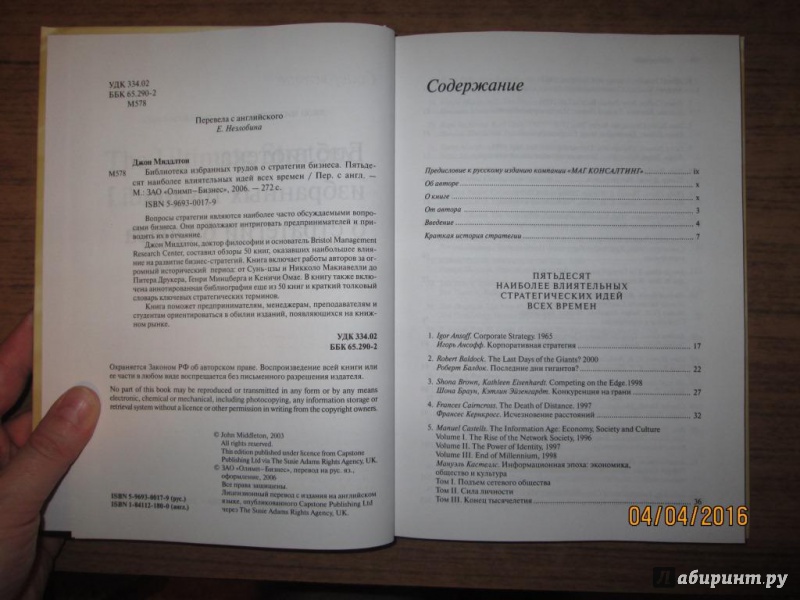 УДК 334.02
ББК 65.290-2
М578
Перевела с английского
Е. Незлобина
Джон Мидлтон
М578 Библиотека избранных трудов о стратегии бизнеса. Пятьде-
сят наиболее влиятельных идей всех времен / Пер. с англ. —
М.: ЗАО «Олимп—Бизнес», 2006. — 272 с.
ISBN 5-9693-0017-9
Вопросы стратегии являются наиболее часто обсуждаемыми вопро-
сами бизнеса. Они продолжают интриговать предпринимателей и при-
водить их в отчаяние.
Джон Миддлтон, доктор философии и основатель Bristol Management
Research Center, составил обзоры 50 книг, оказавших наибольшее влия-
ние на развитие бизнес-стратегий. Книга включает работы авторов за ог-
ромный исторический период: от Сунь-цзы и Никколо Макиавелли до
Питера Друкера, Генри Минцберга и Кеничи Омае. В книгу также вклю-
чена аннотированная библиография еще из 50 книг и краткий толковый
словарь ключевых стратегических терминов.
Книга поможет предпринимателям, менеджерам, преподавателям и
студентам ориентироваться в обилии изданий, появляющихся на книж-
ном рынке.
УДК 334.02
ББК 65.290-2
Охраняется Законом РФ об авторском праве. Воспроизведение всей книги или
ее части в любом виде воспрещается без письменного разрешения издателя.
No part of this book may be reproduced or transmitted in any form or by any means
electronic, chemical or mechanical, including photocopying, any information storage or
retrieval system without a licence or other permission in writing from the copyright owners.
© John Middleton, 2003
All rights reserved.
This edition published under licence from Capstone
Publishing Ltd via The Susie Adams Rights Agency, UK.
© ЗАО «Олимп—Бизнес», перевод на рус. яз.,
оформление, 2006
Все права защищены.
Лицензионный перевод с издания на английском
языке, опубликованного Capstone Publishing Ltd
через The Susie Adams Rights Agency, UK.
ISBN 5-9693-0017-9 (рус.)
ISBN 1-84112-180-0 (англ.)
Содержание
Предисловие к русскому изданию компании «МАГ КОНСАЛТИНГ» ix
Об авторе x
О книге x
От автора 3
Введение 4
Краткая история стратегии 7
ПЯТЬДЕСЯТ
НАИБОЛЕЕ ВЛИЯТЕЛЬНЫХ
СТРАТЕГИЧЕСКИХ ИДЕЙ
ВСЕХ ВРЕМЕН
1. Igor Ansoff. Corporate Strategy. 1965
Игорь Ансофф. Корпоративная стратегия 17
2. Robert Baldock. The Last Days of the Giants? 2000
Роберт Балдок. Последние дни гигантов? 22
3. Shona Brown, Kathleen Eisenhardt. Competing on the Edge.1998
Шона Браун, Кэтлин Эйзенхардт. Конкуренция на грани 27
4. Frances Cairncross. The Death of Distance. 1997
Франсес Кернкросс. Исчезновение расстояний 32
5. Manuel Castells. The Information Age: Economy, Society and Culture
Volume I. The Rise of the Network Society, 1996
Volume II. The Power of Identity, 1997
Volume III. End of Millennium, 1998
Мануэль Кастельс. Информационная эпоха: экономика,
общество и культура
Том I. Подъем сетевого общества
Том II. Сила личности
Том III. Конец тысячелетия 36
04/04/2016
Лабиринт.ру